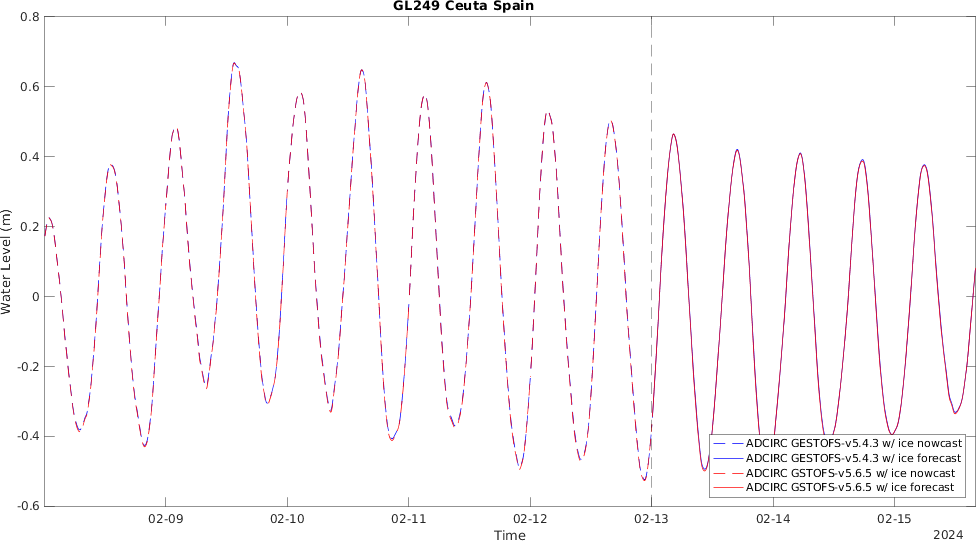 GL249 Ceuta Spain
0.8
0.6
0.4
0.2
0
-0.2
-0.4
-0.6
Water Level (m)
02-09
02-10
02-11
02-12
02-13
02-14
02-15
Time
2024
ADCIRC GESTOFS-v5.4.3 w/ ice nowcast
ADCIRC GESTOFS-v5.4.3 w/ ice forecast
ADCIRC GSTOFS-v5.6.5 w/ ice nowcast
ADCIRC GSTOFS-v5.6.5 w/ ice forecast